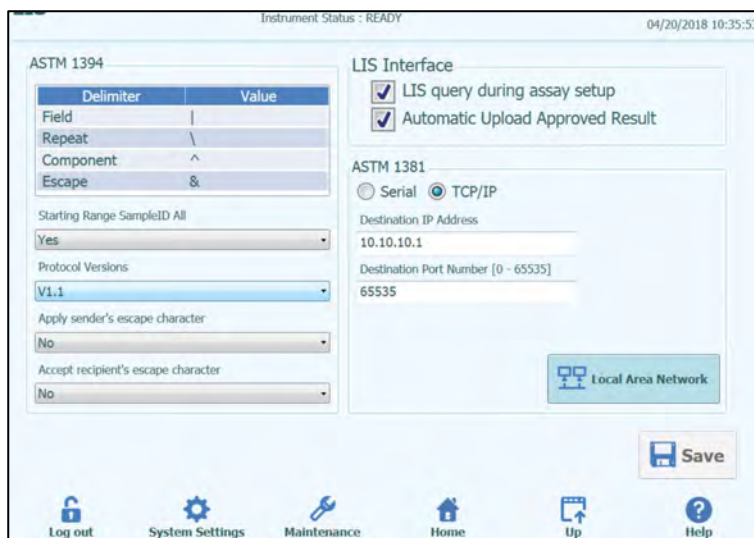 Instrument Status : READY
04/20/2018 10:35:53
ASTM 1394
Delimiter Value
Field |
Repeat \
Component ^
Escape &
Starting Range SampleID All
Yes
Protocol Versions
V1.1
Apply sender's escape character
No
Accept recipient's escape character
No
LIS Interface
LIS query during assay setup
Automatic Upload Approved Result
ASTM 1381
Serial TCP/IP
Destination IP Address
10.10.10.1
Destination Port Number [0 - 65535]
65535
Local Area Network
Save
Log out System Settings Maintenance Home Up Help